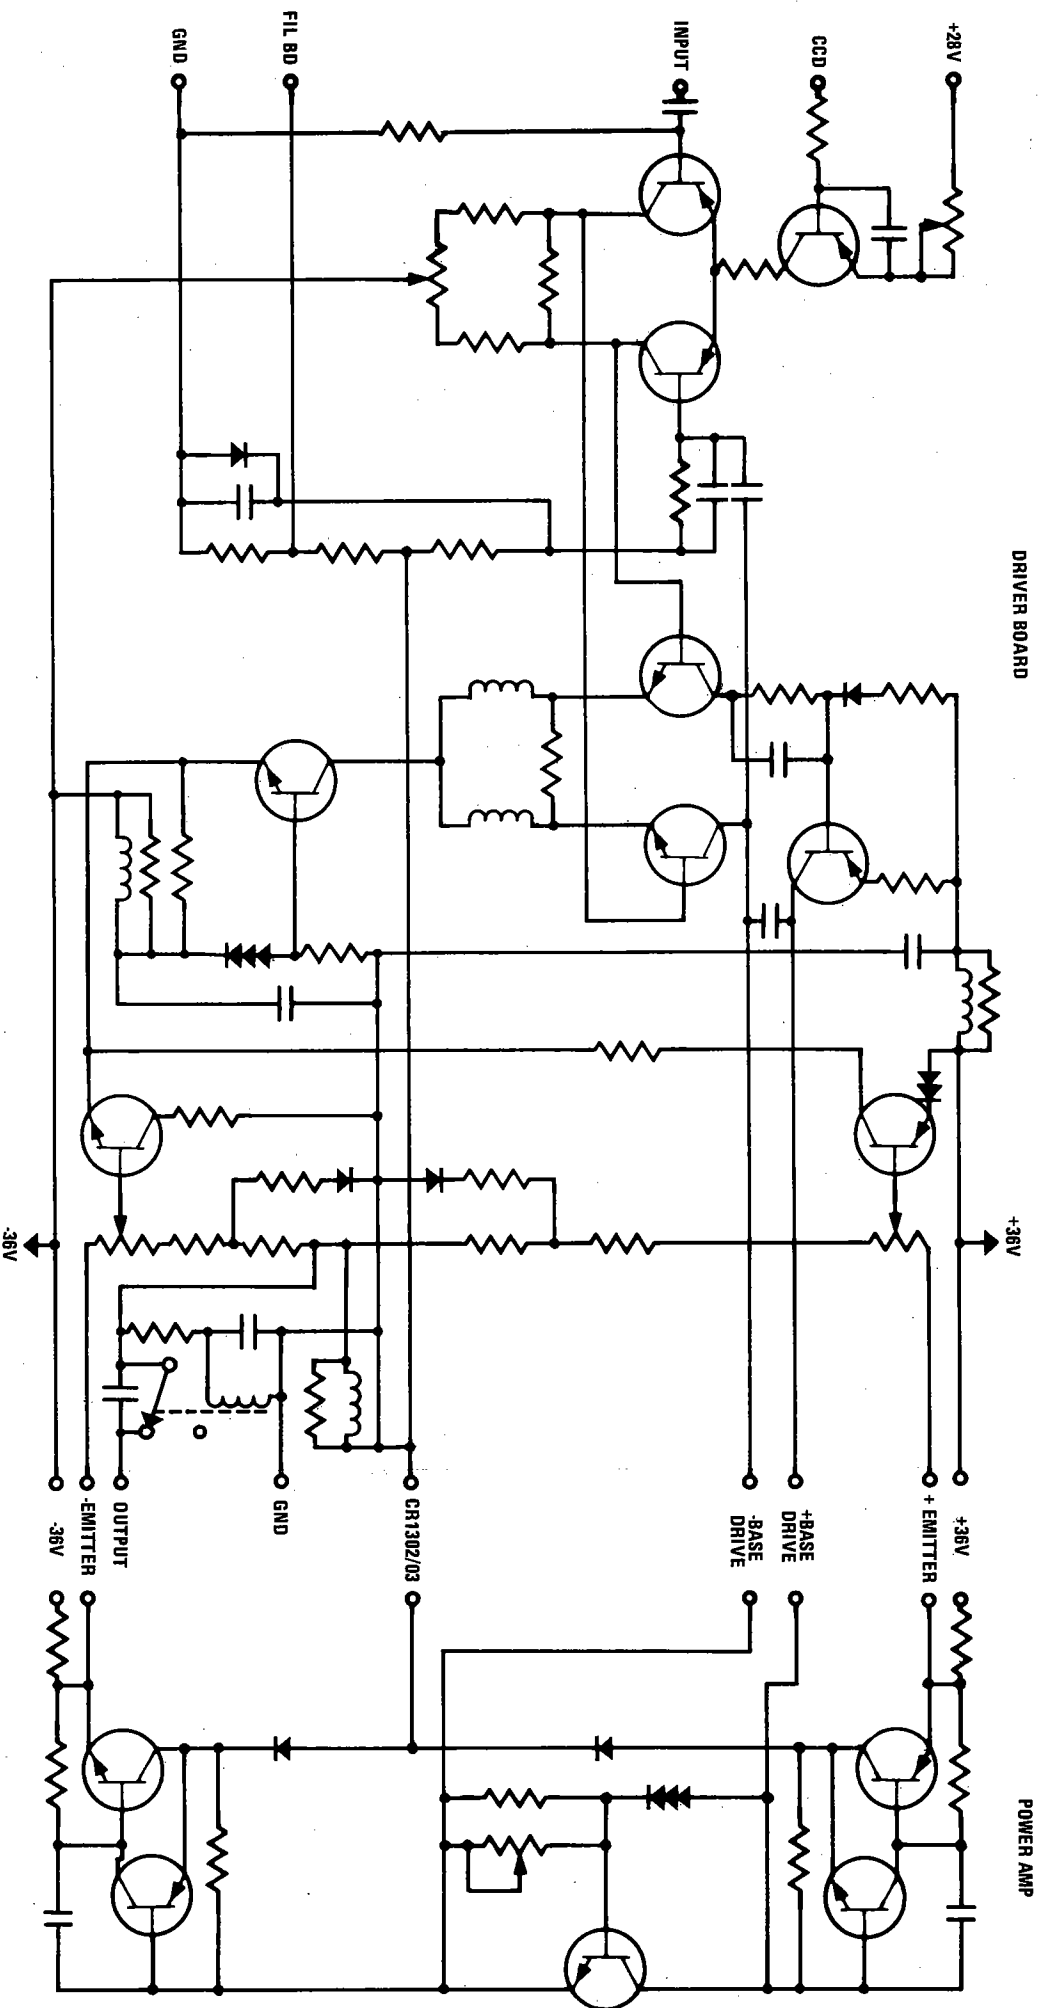 DRIVER BOARD
+28V
CCD
INPUT
FIL BD
GND
+36V
-36V
+36V
+ EMITTER
+BASE
DRIVE
-BASE
DRIVE
CR1302/03
GND
OUTPUT
-EMITTER
-36V
POWER AMP